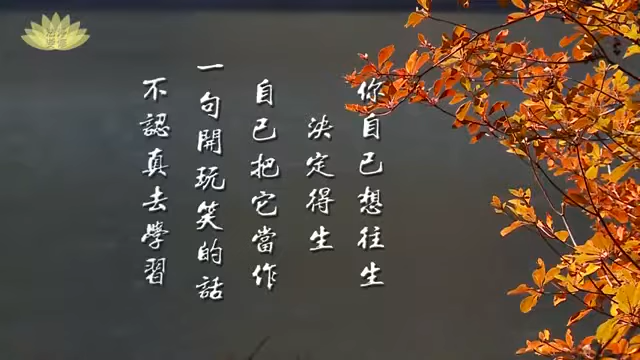 你自己想往生
決定得生
自己把它當作
一句開玩笑的話
不認真去學習